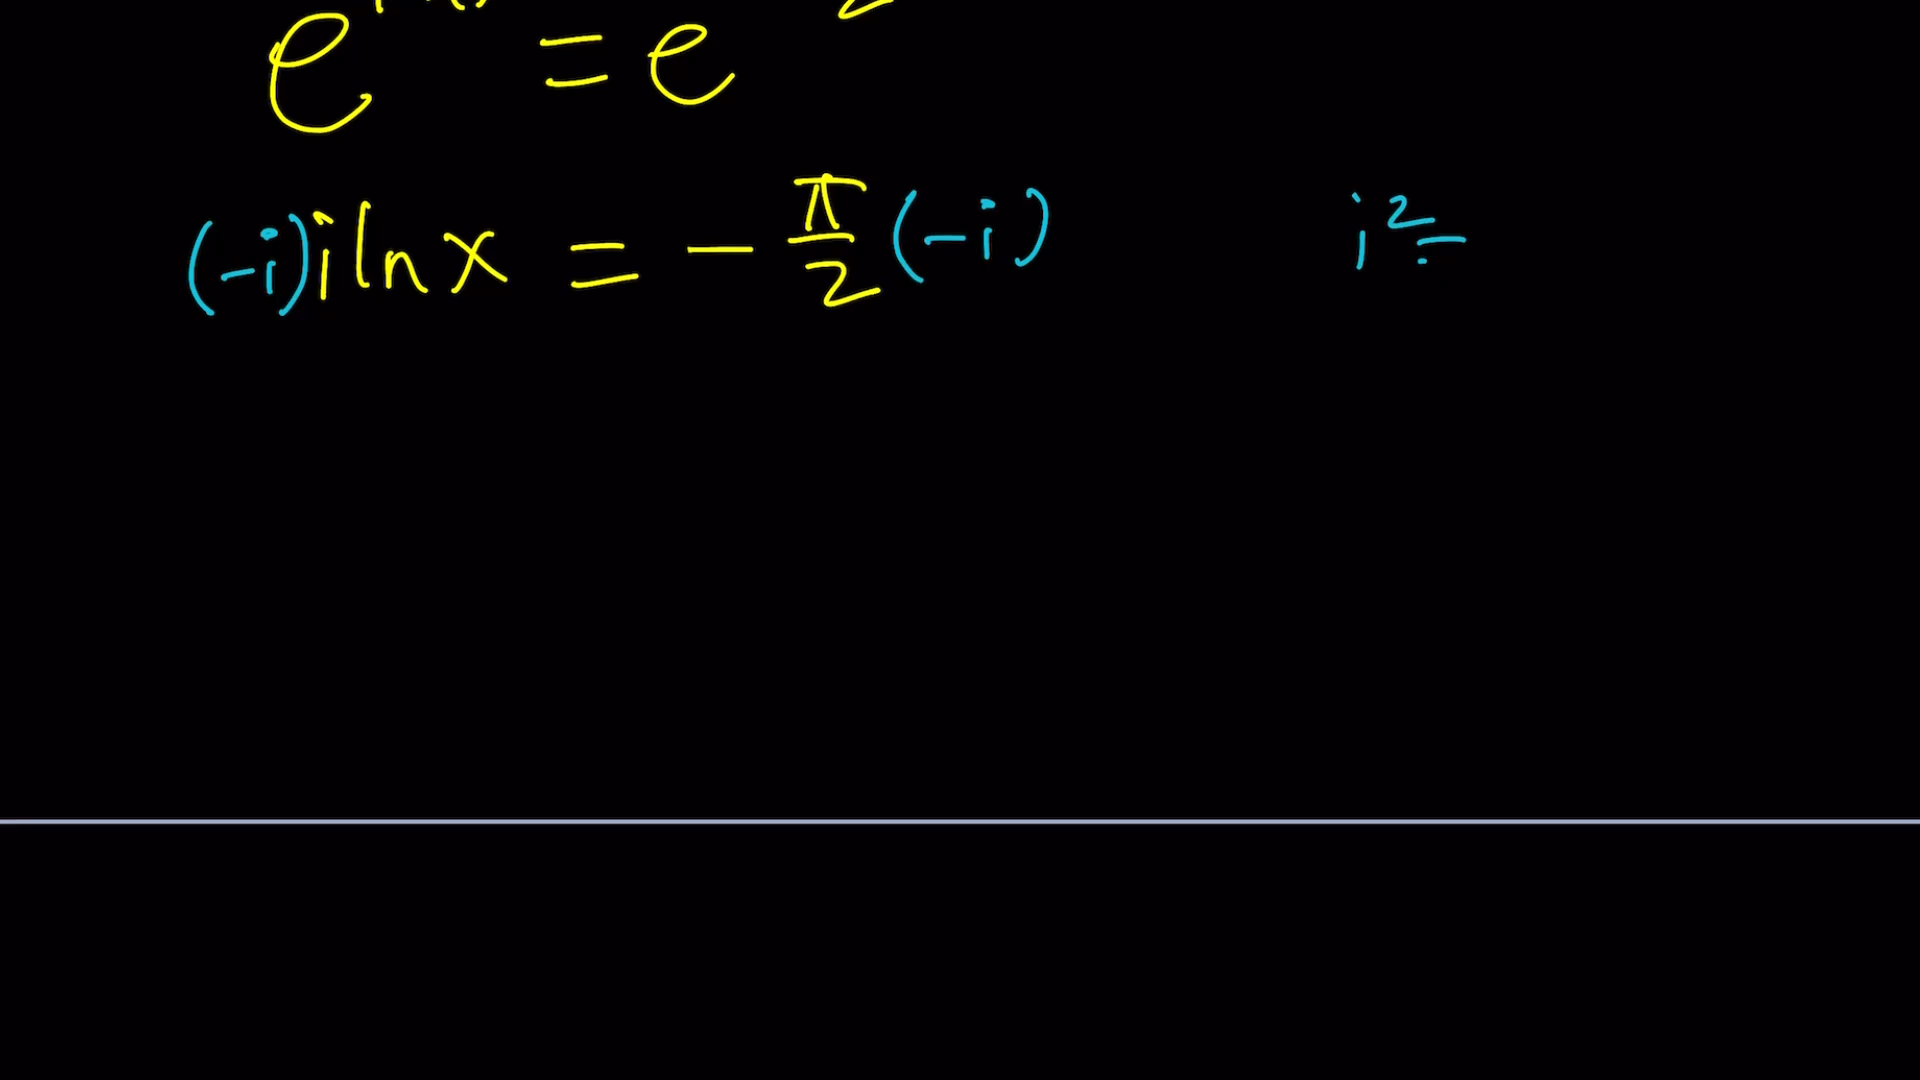 e = e
(-i) i ln x = - π/2 (-i)
i² =